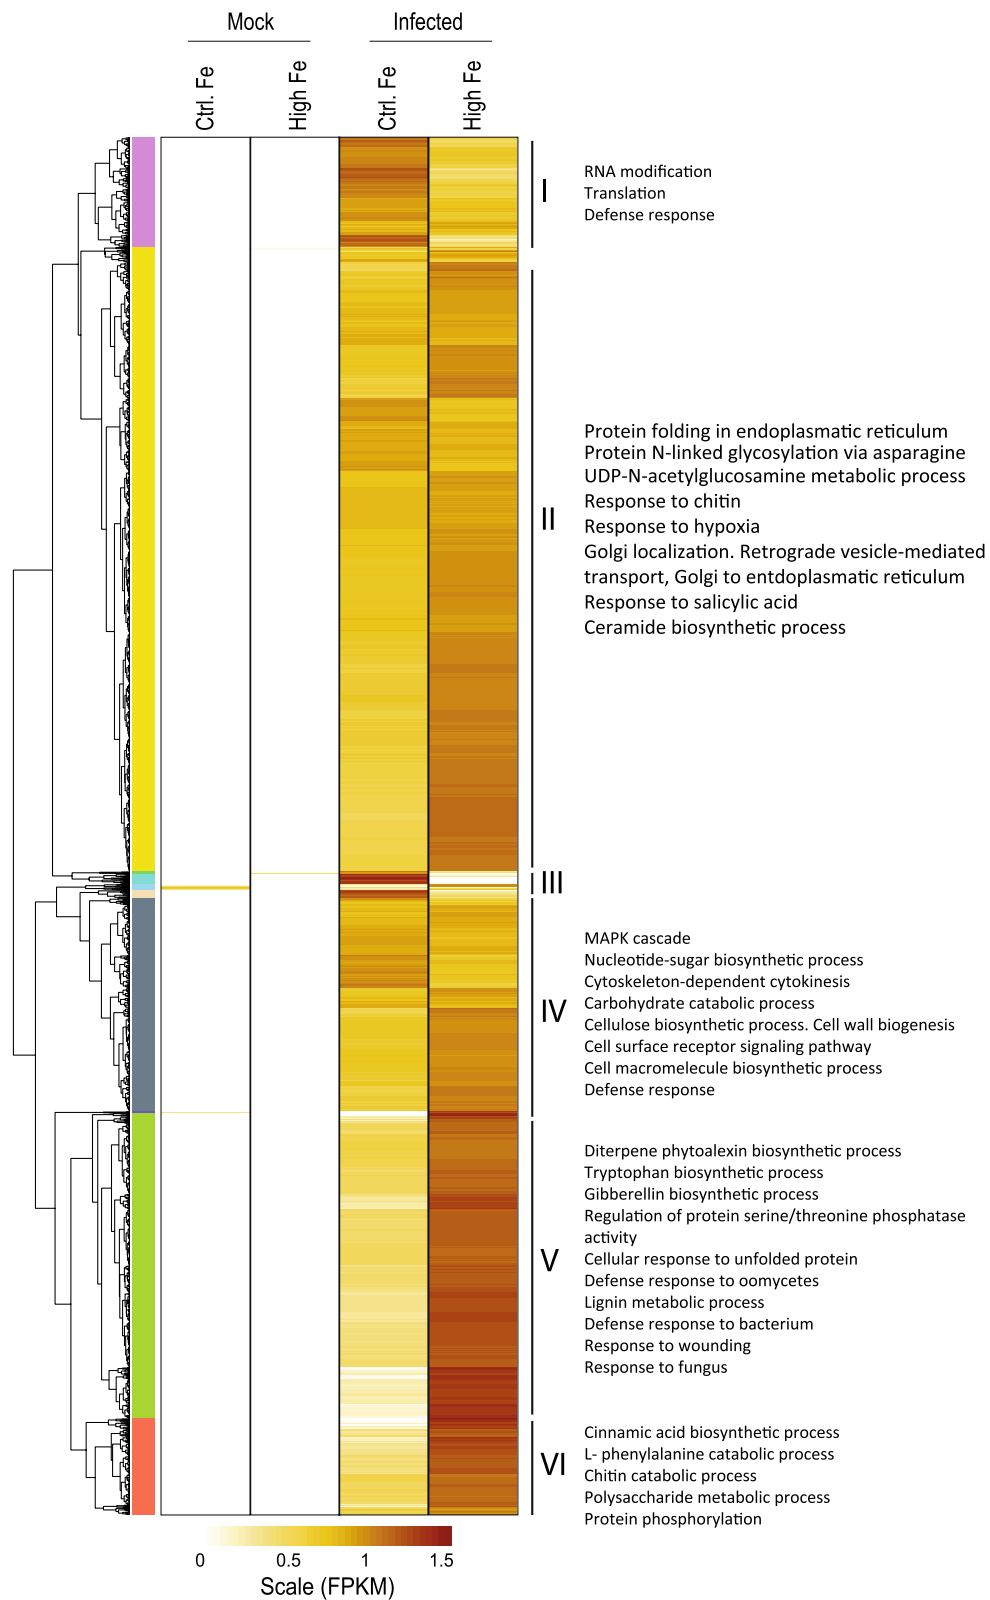 Mock
Infected
Ctrl. Fe
High Fe
Ctrl. Fe
High Fe
I
RNA modification
Translation
Defense response
II
Protein folding in endoplasmatic reticulum
Protein N-linked glycosylation via asparagine
UDP-N-acetylglucosamine metabolic process
Response to chitin
Response to hypoxia
Golgi localization. Retrograde vesicle-mediated
transport, Golgi to entdoplasmatic reticulum
Response to salicylic acid
Ceramide biosynthetic process
III
IV
MAPK cascade
Nucleotide-sugar biosynthetic process
Cytoskeleton-dependent cytokinesis
Carbohydrate catabolic process
Cellulose biosynthetic process. Cell wall biogenesis
Cell surface receptor signaling pathway
Cell macromelecule biosynthetic process
Defense response
V
Diterpene phytoalexin biosynthetic process
Tryptophan biosynthetic process
Gibberellin biosynthetic process
Regulation of protein serine/threonine phosphatase
activity
Cellular response to unfolded protein
Defense response to oomycetes
Lignin metabolic process
Defense response to bacterium
Response to wounding
Response to fungus
VI
Cinnamic acid biosynthetic process
L- phenylalanine catabolic process
Chitin catabolic process
Polysaccharide metabolic process
Protein phosphorylation
0 0.5 1 1.5
Scale (FPKM)